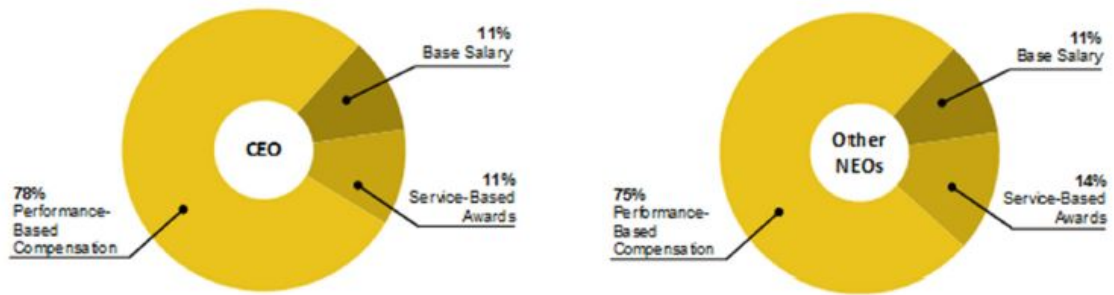 11%
Base Salary
CEO
11%
Service-Based
Awards
78%
Performance-
Based
Compensation
11%
Base Salary
Other
NEOs
14%
Service-Based
Awards
75%
Performance-
Based
Compensation